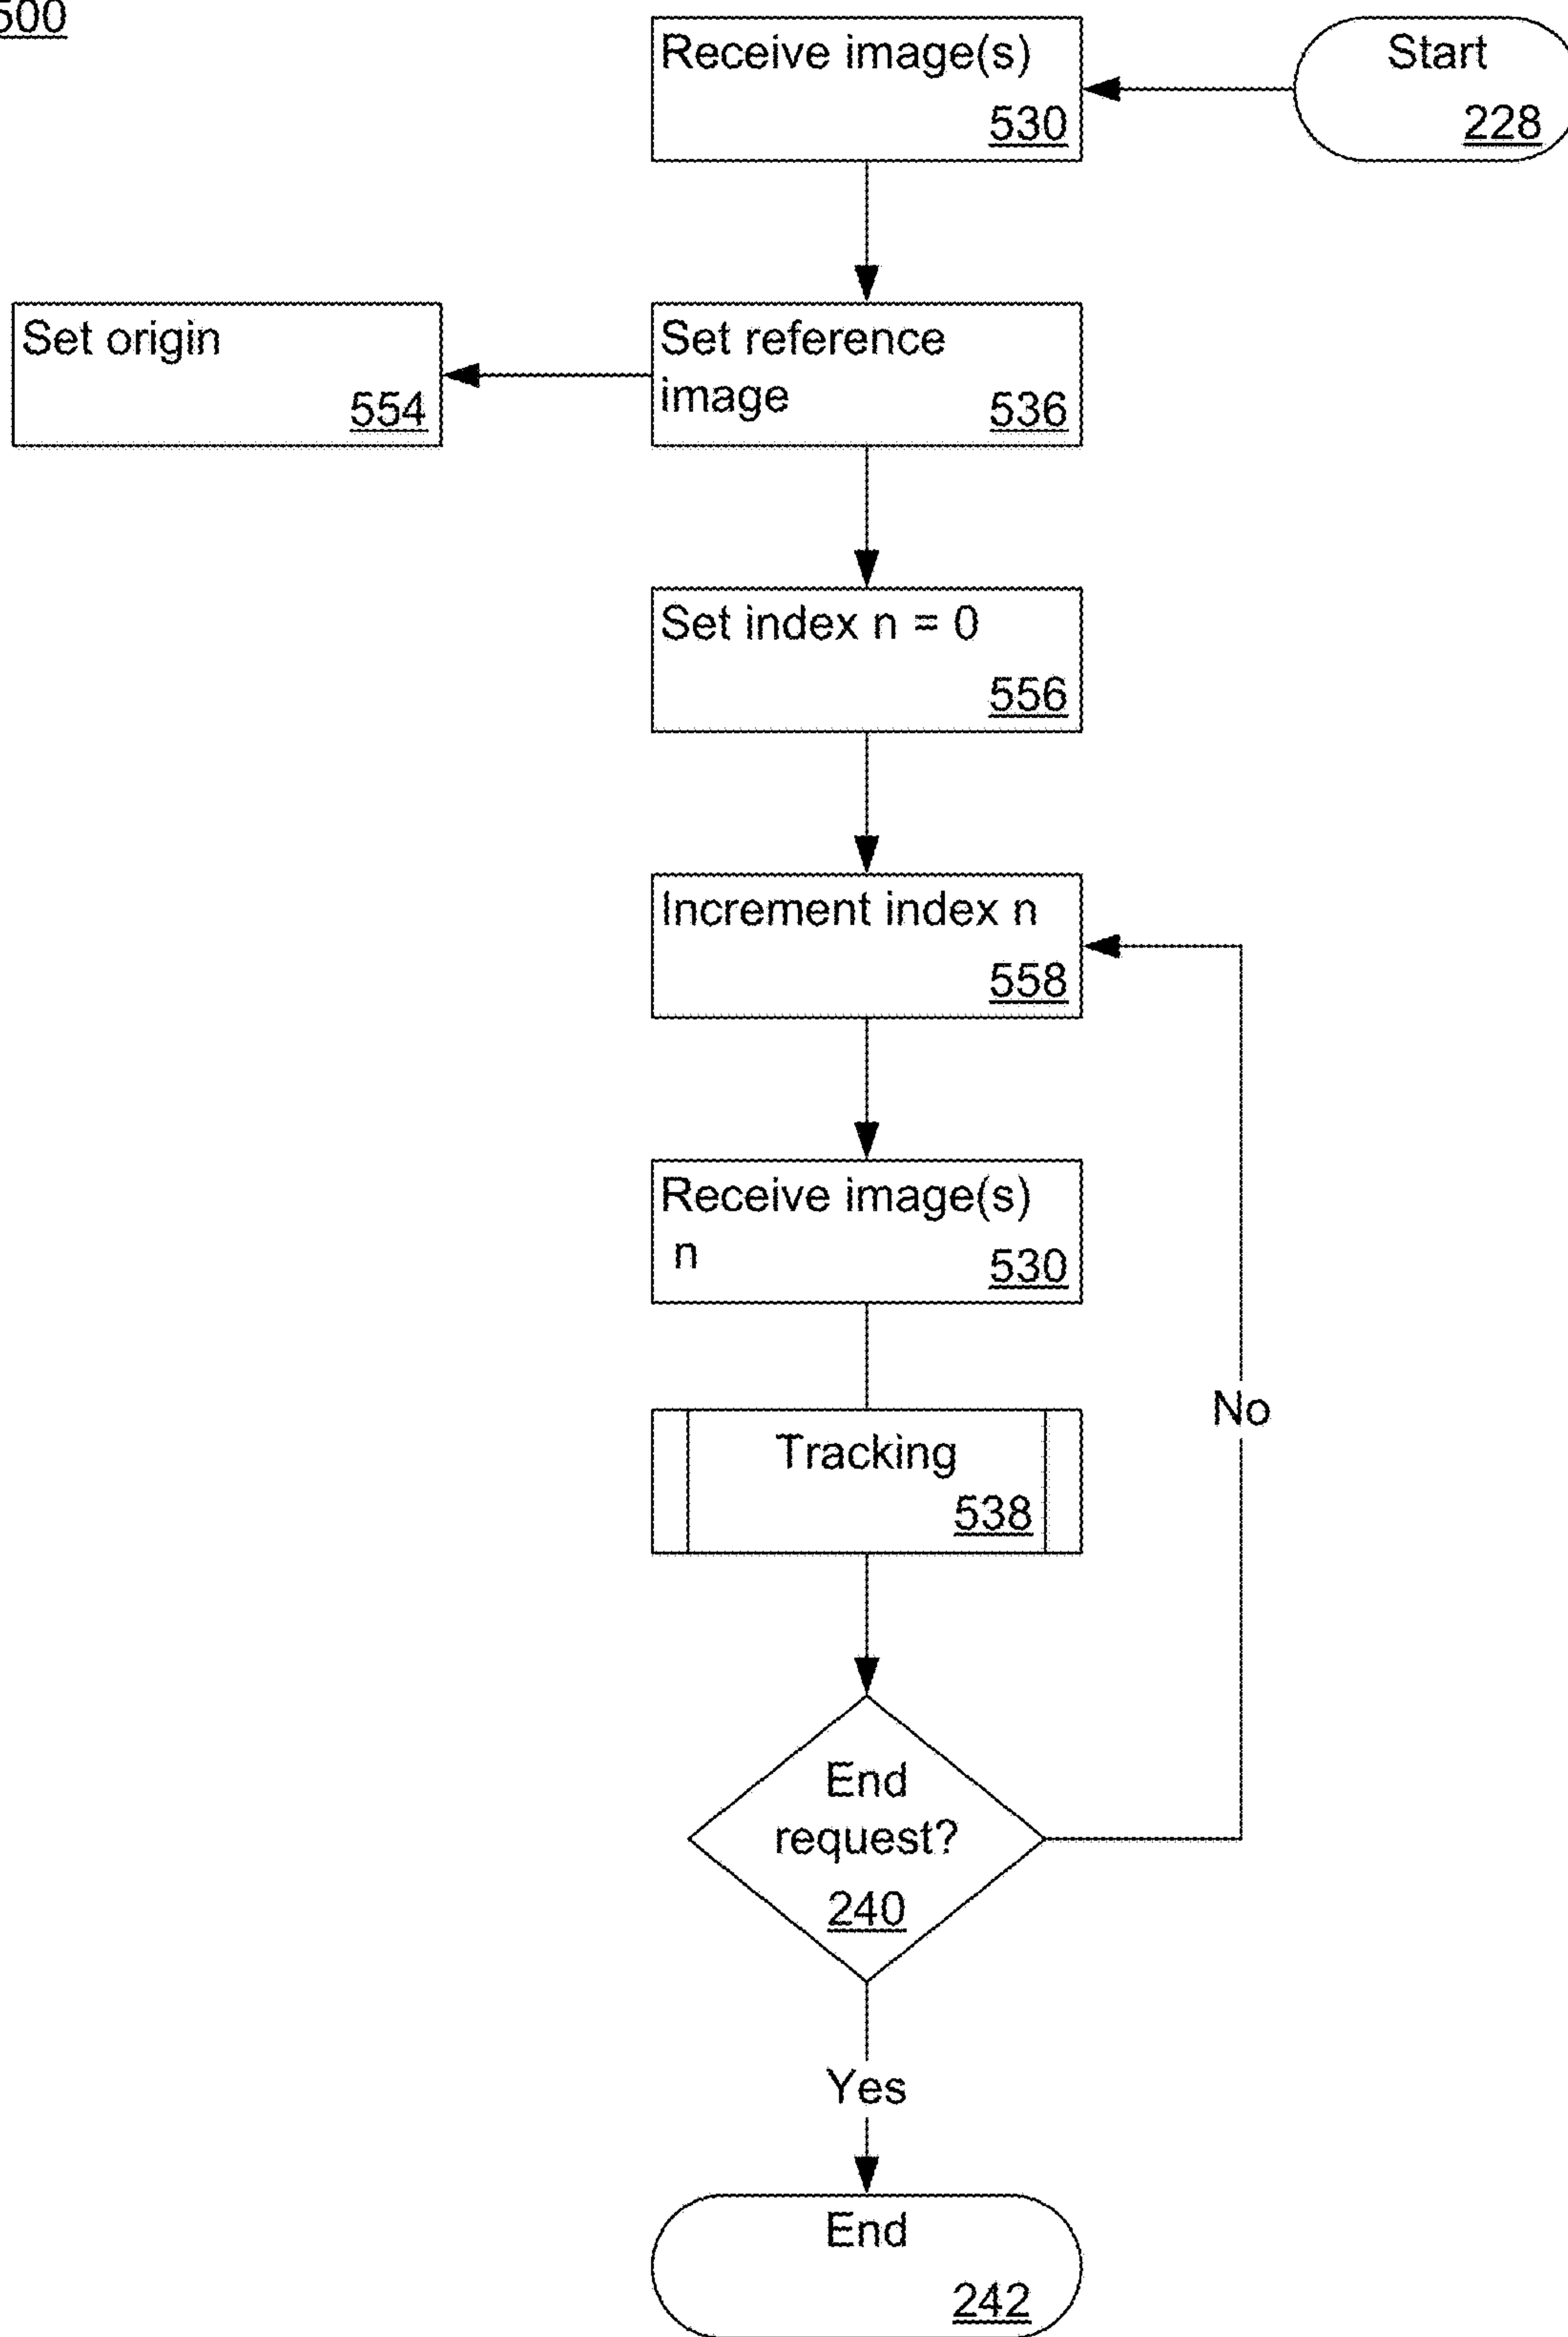 500
Receive image(s)
530
Start
228
Set origin
554
Set reference
image
536
Set index n = 0
556
Increment index n
558
Receive image(s)
n
530
Tracking
538
No
End
request?
240
Yes
End
242